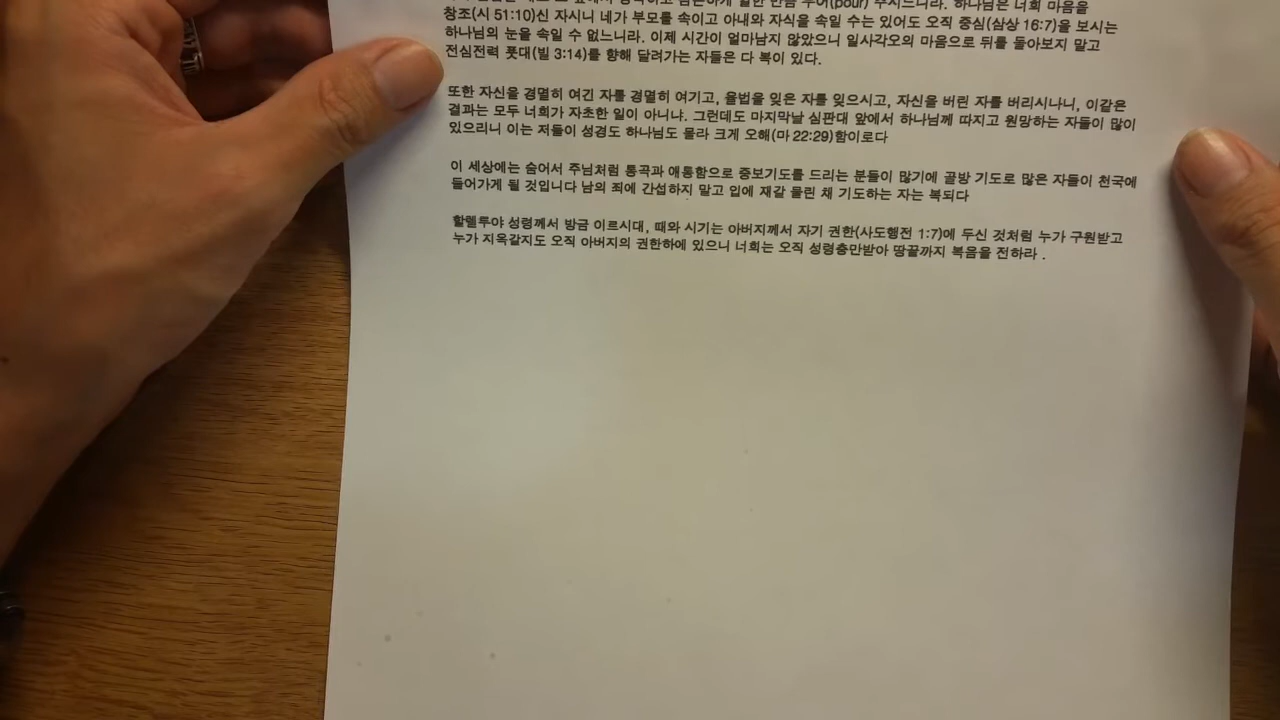 만큼 부어(pour) 주시느니라. 하나님은 너희 마음을
창조(시 51:10)신 자시니 네가 부모를 속이고 아내와 자식을 속일 수는 있어도 오직 중심(삼상 16:7)을 보시는
하나님의 눈을 속일 수 없느니라. 이제 시간이 얼마남지 않았으니 일사각오의 마음으로 뒤를 돌아보지 말고
전심전력 푯대(빌 3:14)를 향해 달려가는 자들은 다 복이 있다.
또한 자신을 경멸히 여긴 자를 경멸히 여기고, 율법을 잊은 자를 잊으시고, 자신을 버린 자를 버리시나니, 이같은
결과는 모두 너희가 자초한 일이 아니냐. 그런데도 마지막날 심판대 앞에서 하나님께 따지고 원망하는 자들이 많이
있으리니 이는 저들이 성경도 하나님도 몰라 크게 오해(마 22:29)함이로다
이 세상에는 숨어서 주님처럼 통곡과 애통함으로 중보기도를 드리는 분들이 많기에 골방 기도로 많은 자들이 천국에
들어가게 될 것입니다 남의 죄에 간섭하지 말고 입에 재갈 물린 채 기도하는 자는 복되다
할렐루야 성령께서 방금 이르시대, 때와 시기는 아버지께서 자기 권한(사도행전 1:7)에 두신 것처럼 누가 구원받고
누가 지옥갈지도 오직 아버지의 권한하에 있으니 너희는 오직 성령충만받아 땅끝까지 복음을 전하라 .